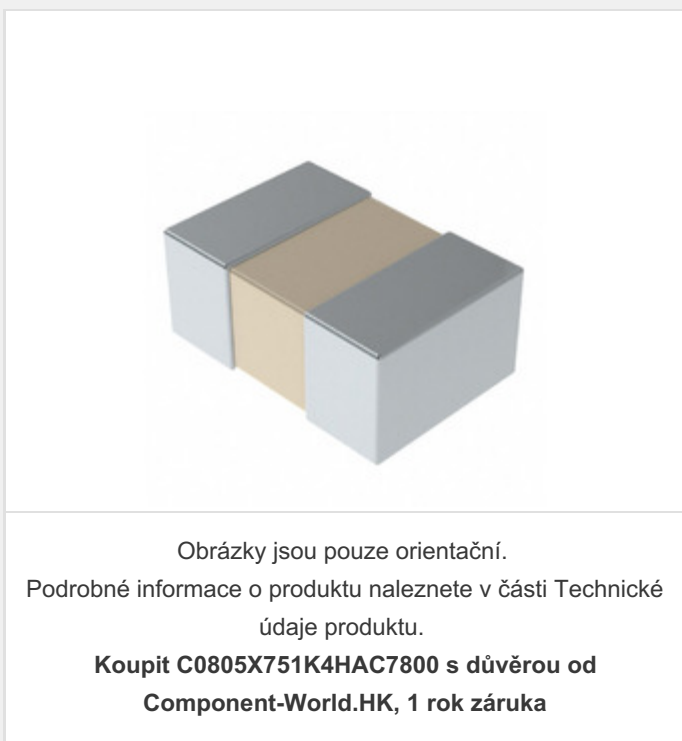 Obrázky jsou pouze orientační.
Podrobné informace o produktu naleznete v části Technické
údaje produktu.
Koupit C0805X751K4HAC7800 s důvěrou od
Component-World.HK, 1 rok záruka